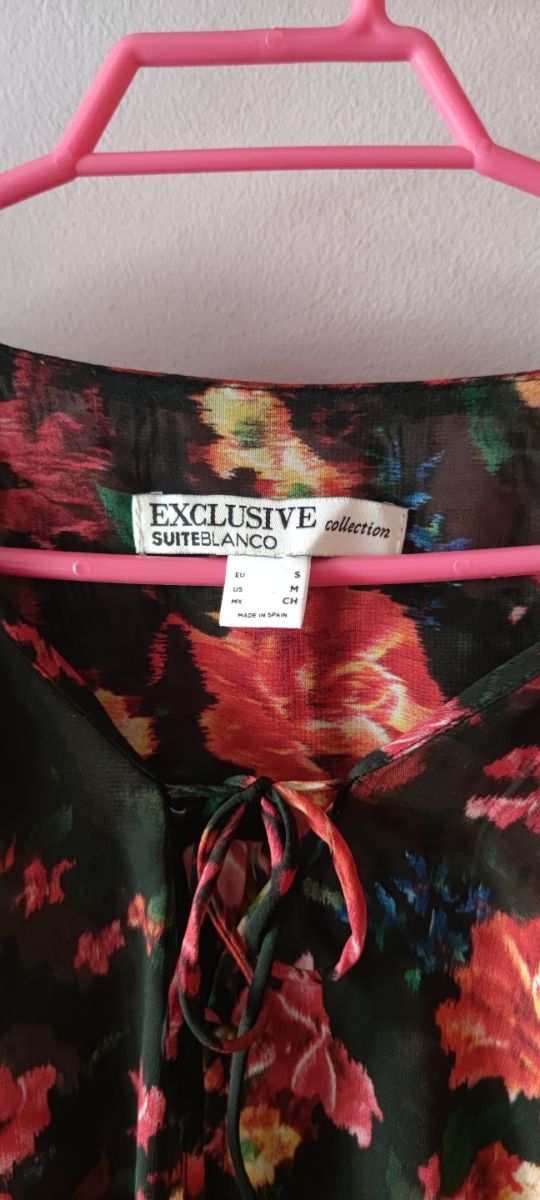 EXCLUSIVE collection
SUITEBLANCO
EU S
US M
MX CH
MADE IN SPAIN